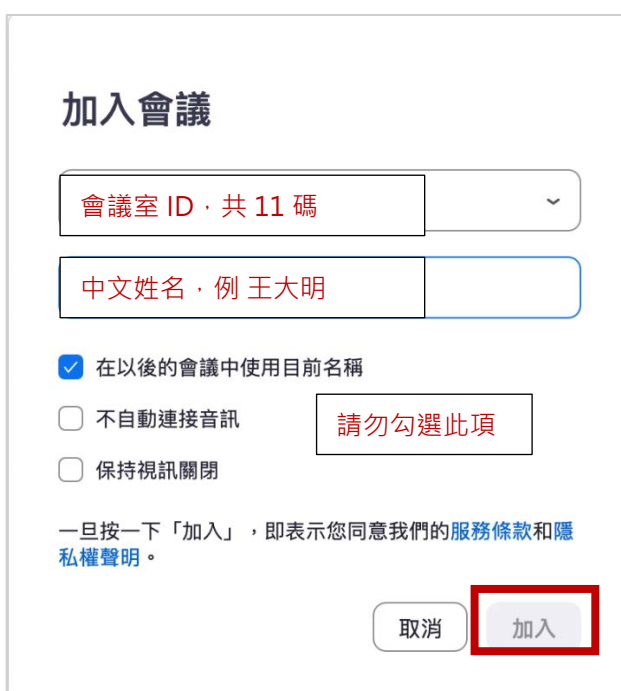 加入會議
會議室 ID，共 11 碼
中文姓名，例 王大明
在以後的會議中使用目前名稱
不自動連接音訊
請勿勾選此項
保持視訊關閉
一旦按一下「加入」，即表示您同意我們的服務條款和隱
私權聲明。
取消
加入